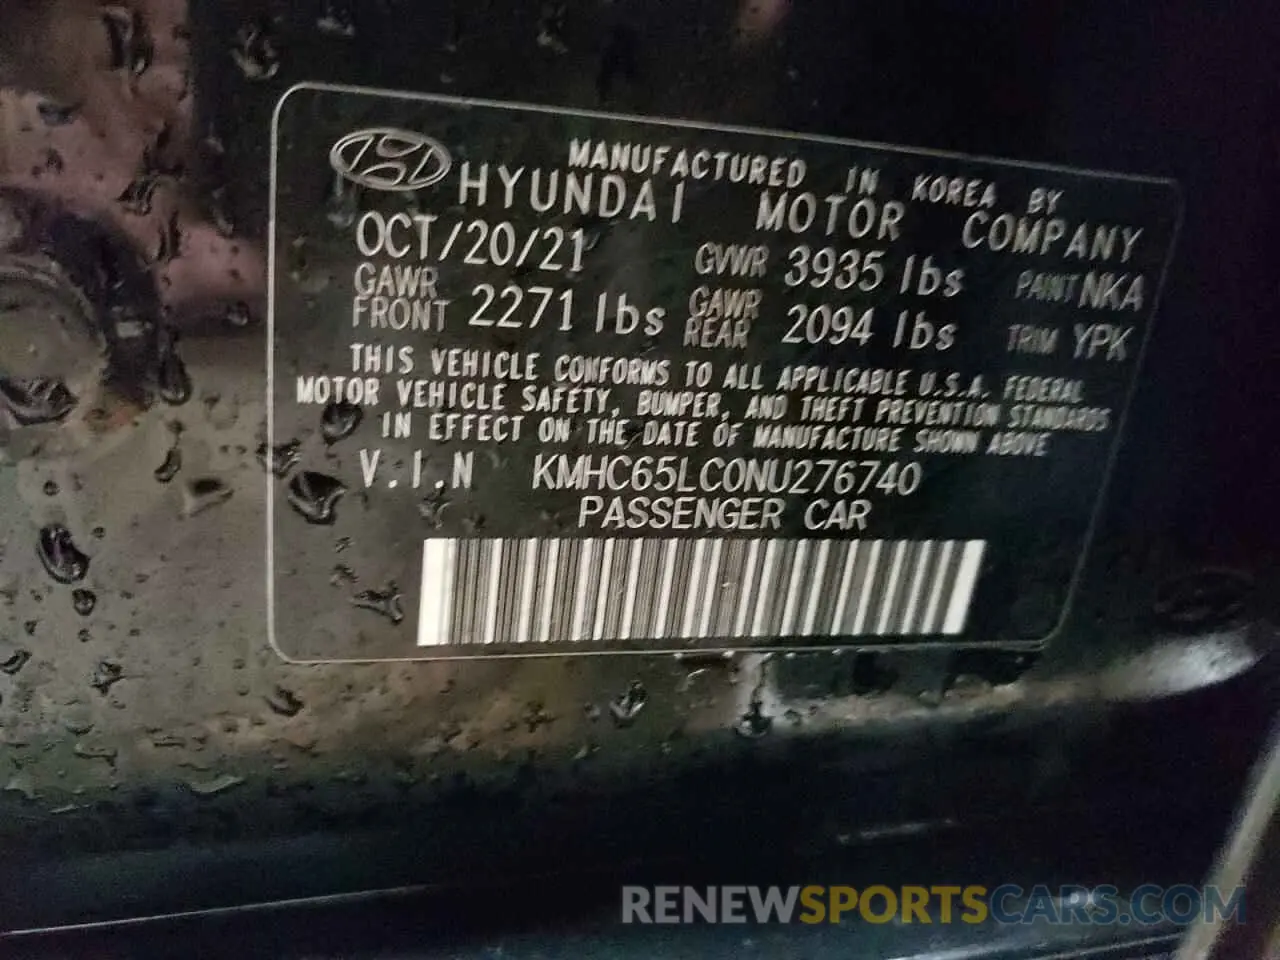 MANUFACTURED IN KOREA BY
HYUNDAI MOTOR COMPANY
OCT/20/21 GVWR 3935 lbs PAINT NKA
GAWR FRONT 2271 lbs GAWR REAR 2094 lbs TRIM YPK
THIS VEHICLE CONFORMS TO ALL APPLICABLE U.S.A. FEDERAL
MOTOR VEHICLE SAFETY, BUMPER, AND THEFT PREVENTION STANDARDS
IN EFFECT ON THE DATE OF MANUFACTURE SHOWN ABOVE
V.I.N KMHC65LC0NU276740
PASSENGER CAR
RENEWSPORTSCARS.COM